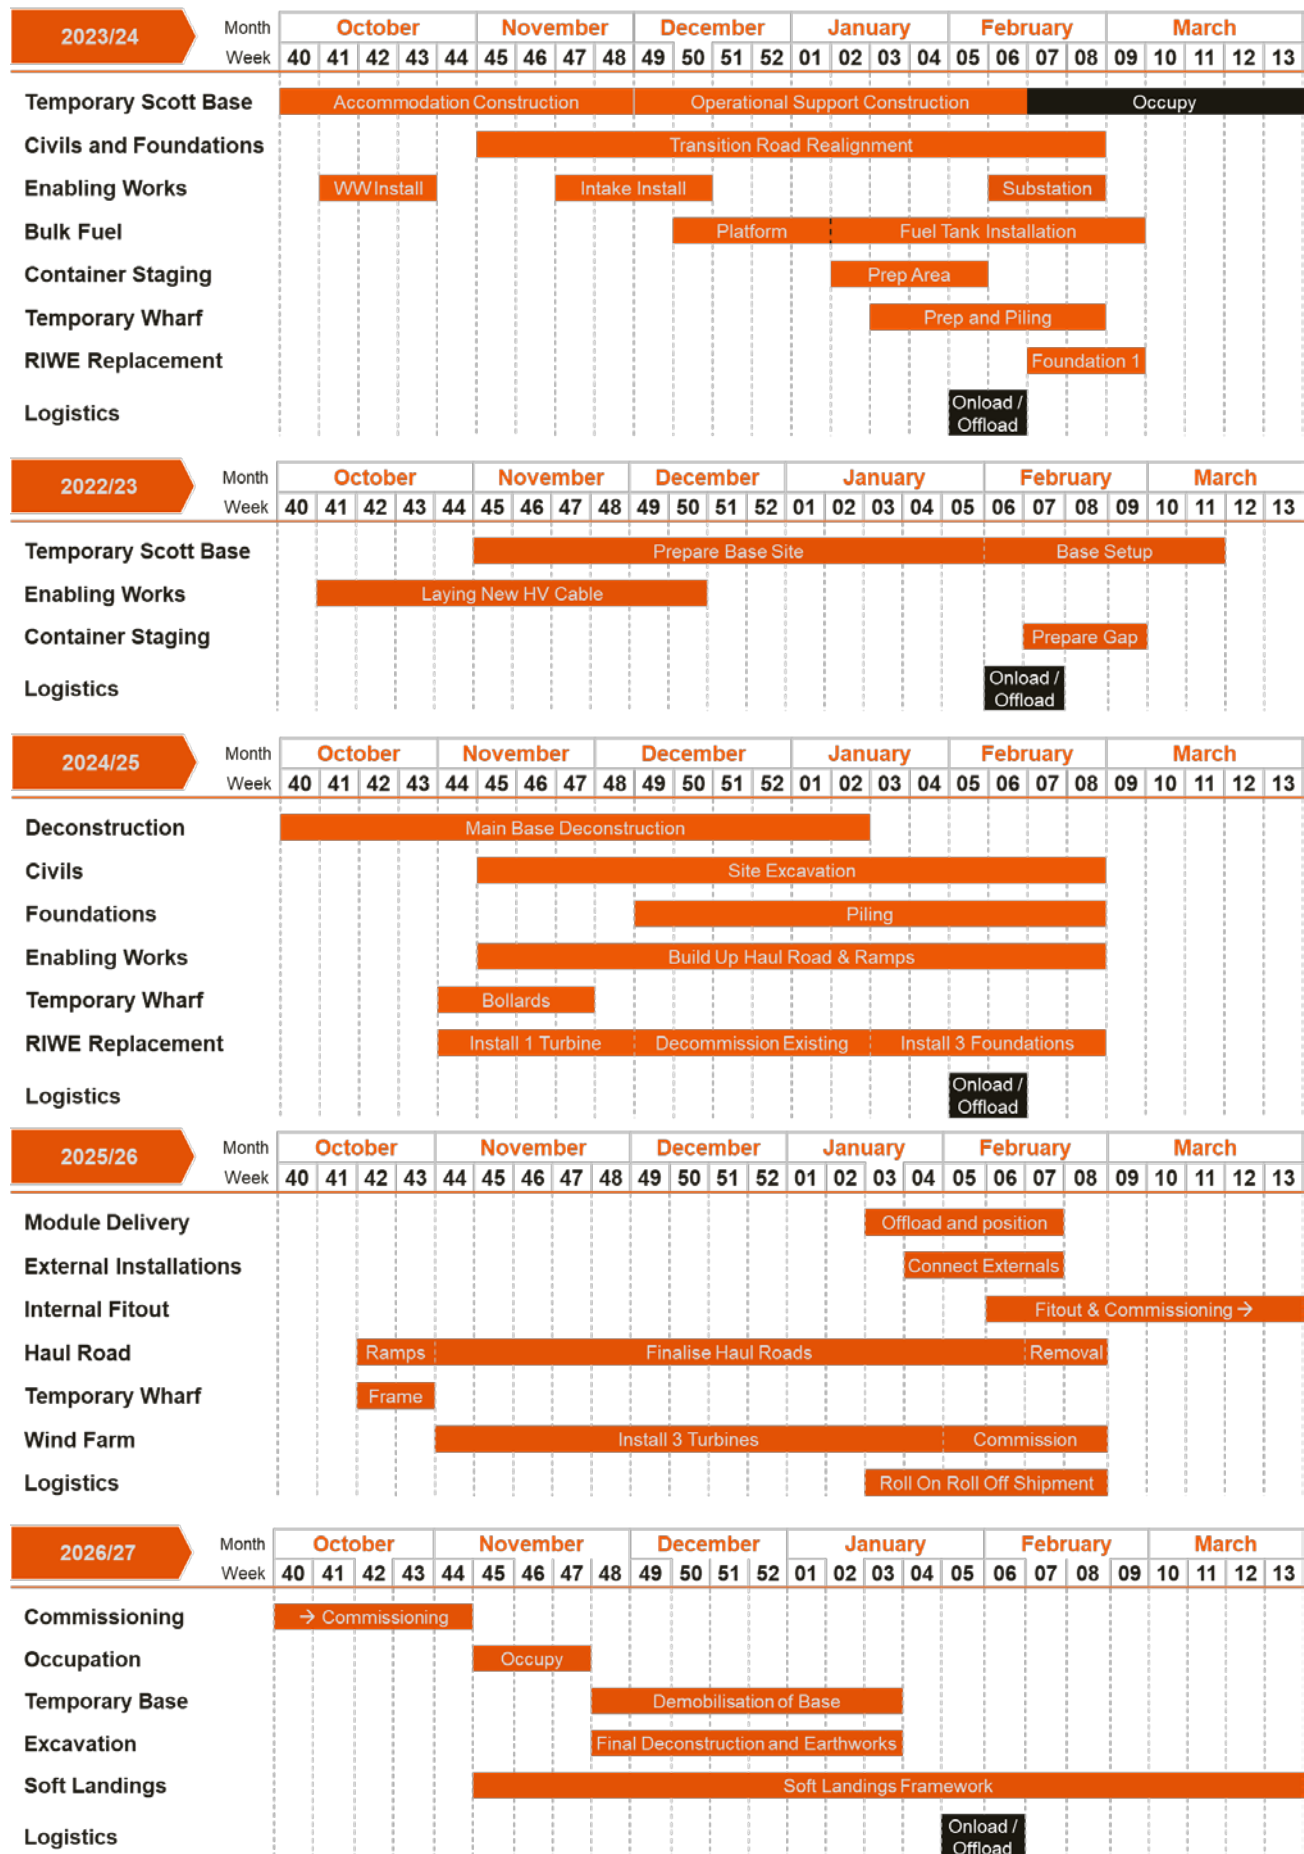 2023/24
Month October November December January February March
Week 40 41 42 43 44 45 46 47 48 49 50 51 52 01 02 03 04 05 06 07 08 09 10 11 12 13
Temporary Scott Base Accommodation Construction Operational Support Construction Occupy
Civils and Foundations Transition Road Realignment
Enabling Works WW Install Intake Install Substation
Bulk Fuel Platform Fuel Tank Installation
Container Staging Prep Area
Temporary Wharf Prep and Piling
RIWE Replacement Foundation 1
Logistics Onload /
Offload
2022/23
Month October November December January February March
Week 40 41 42 43 44 45 46 47 48 49 50 51 52 01 02 03 04 05 06 07 08 09 10 11 12 13
Temporary Scott Base Prepare Base Site Base Setup
Enabling Works Laying New HV Cable
Container Staging Prepare Gap
Logistics Onload /
Offload
2024/25
Month October November December January February March
Week 40 41 42 43 44 45 46 47 48 49 50 51 52 01 02 03 04 05 06 07 08 09 10 11 12 13
Deconstruction Main Base Deconstruction
Civils Site Excavation
Foundations Piling
Enabling Works Build Up Haul Road & Ramps
Temporary Wharf Bollards
RIWE Replacement Install 1 Turbine Decommission Existing Install 3 Foundations
Logistics Onload /
Offload
2025/26
Month October November December January February March
Week 40 41 42 43 44 45 46 47 48 49 50 51 52 01 02 03 04 05 06 07 08 09 10 11 12 13
Module Delivery Offload and position
External Installations Connect Externals
Internal Fitout Fitout & Commissioning →
Haul Road Ramps Finalise Haul Roads Removal
Temporary Wharf Frame
Wind Farm Install 3 Turbines Commission
Logistics Roll On Roll Off Shipment
2026/27
Month October November December January February March
Week 40 41 42 43 44 45 46 47 48 49 50 51 52 01 02 03 04 05 06 07 08 09 10 11 12 13
Commissioning → Commissioning
Occupation Occupy
Temporary Base Demobilisation of Base
Excavation Final Deconstruction and Earthworks
Soft Landings Soft Landings Framework
Logistics Onload /
Offload